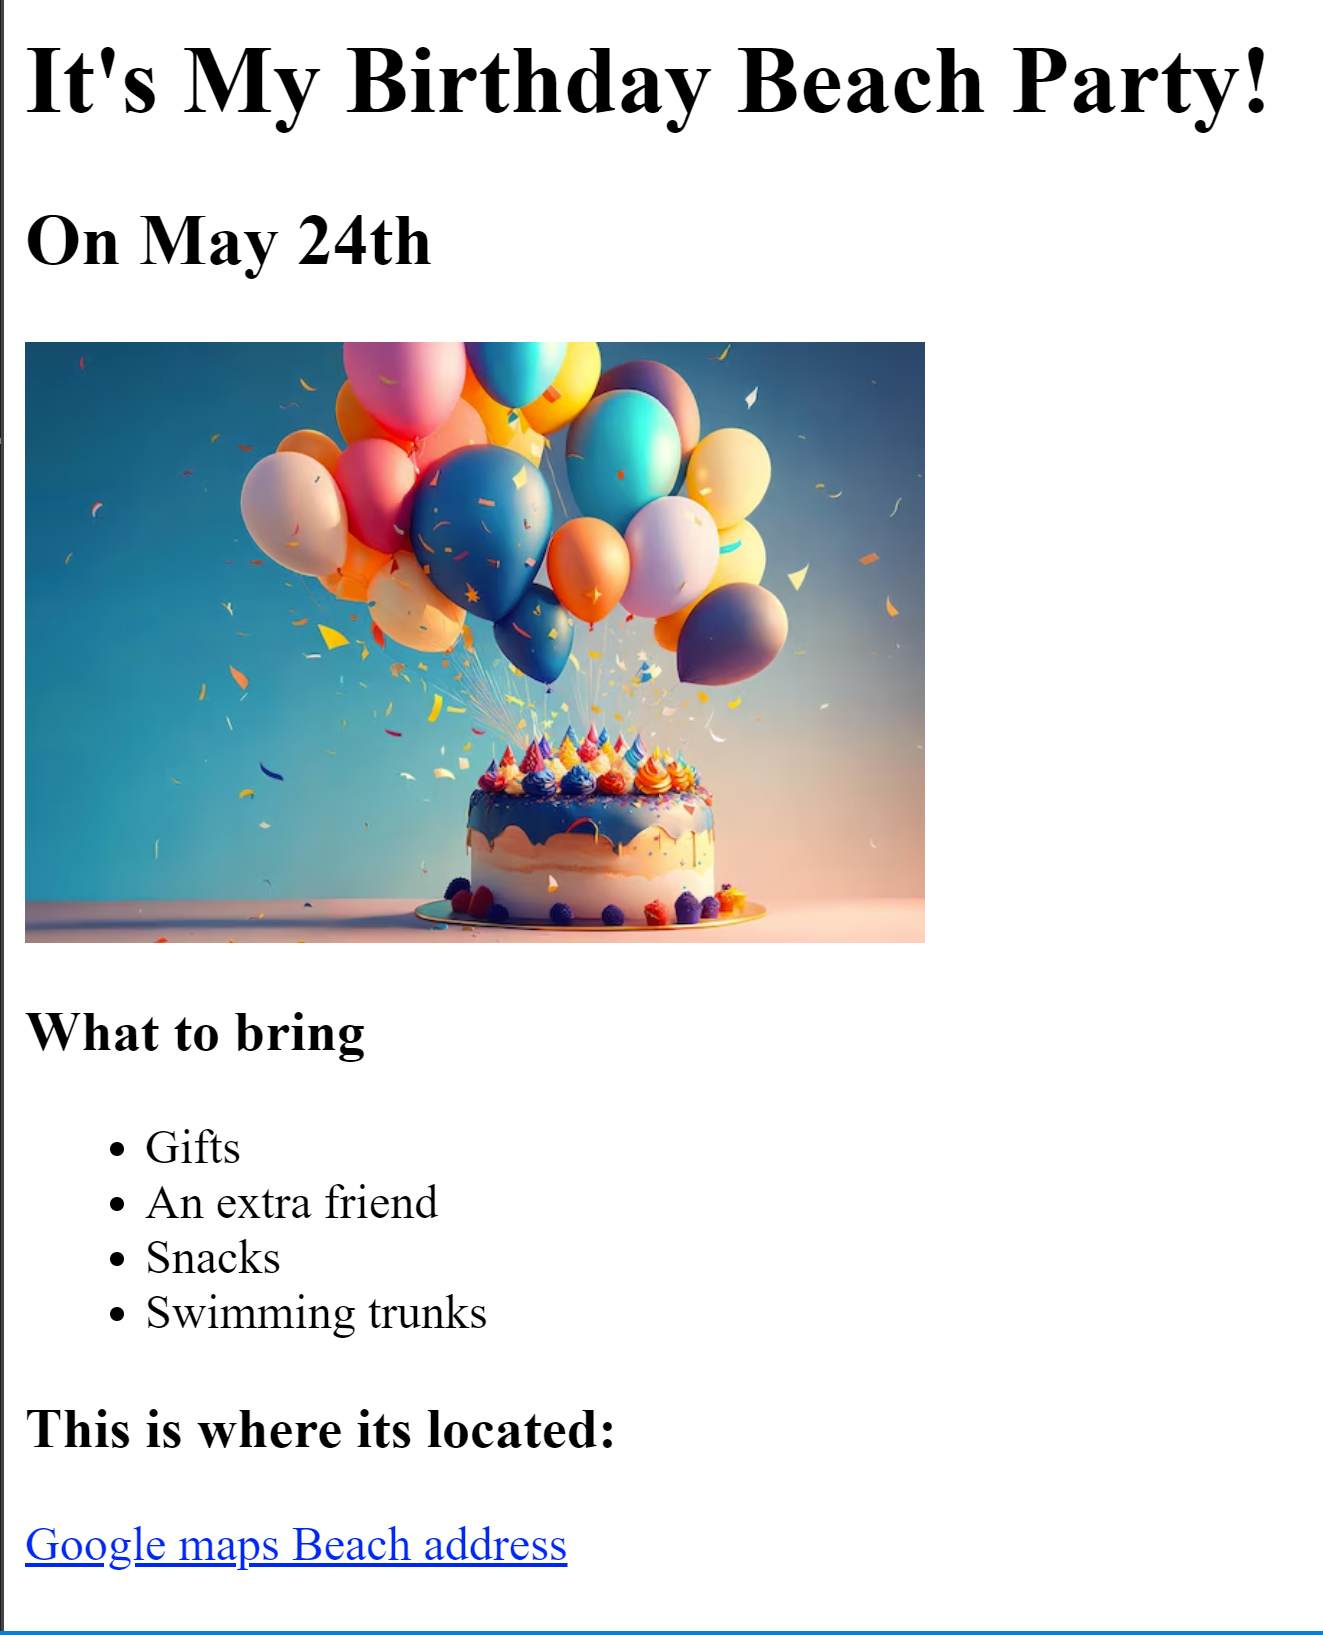 It's My Birthday Beach Party!
On May 24th
What to bring
Gifts
An extra friend
Snacks
Swimming trunks
This is where its located:
Google maps Beach address